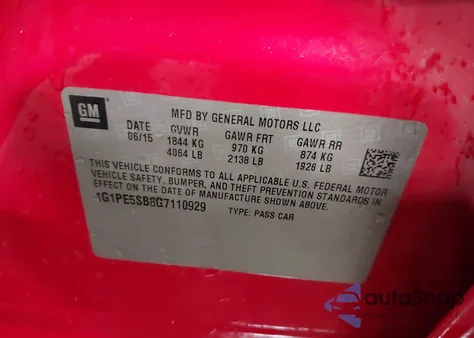 GM
MFD BY GENERAL MOTORS LLC
DATE GVWR GAWR FRT GAWR RR
06/15 1844 KG 970 KG 874 KG
4064 LB 2138 LB 1926 LB
THIS VEHICLE CONFORMS TO ALL APPLICABLE U.S. FEDERAL MOTOR
VEHICLE SAFETY, BUMPER, AND THEFT PREVENTION STANDARDS IN
EFFECT ON THE DATE OF MANUFACTURE SHOWN ABOVE.
1G1PE5SB8G7110929 TYPE: PASS CAR
autoSnap